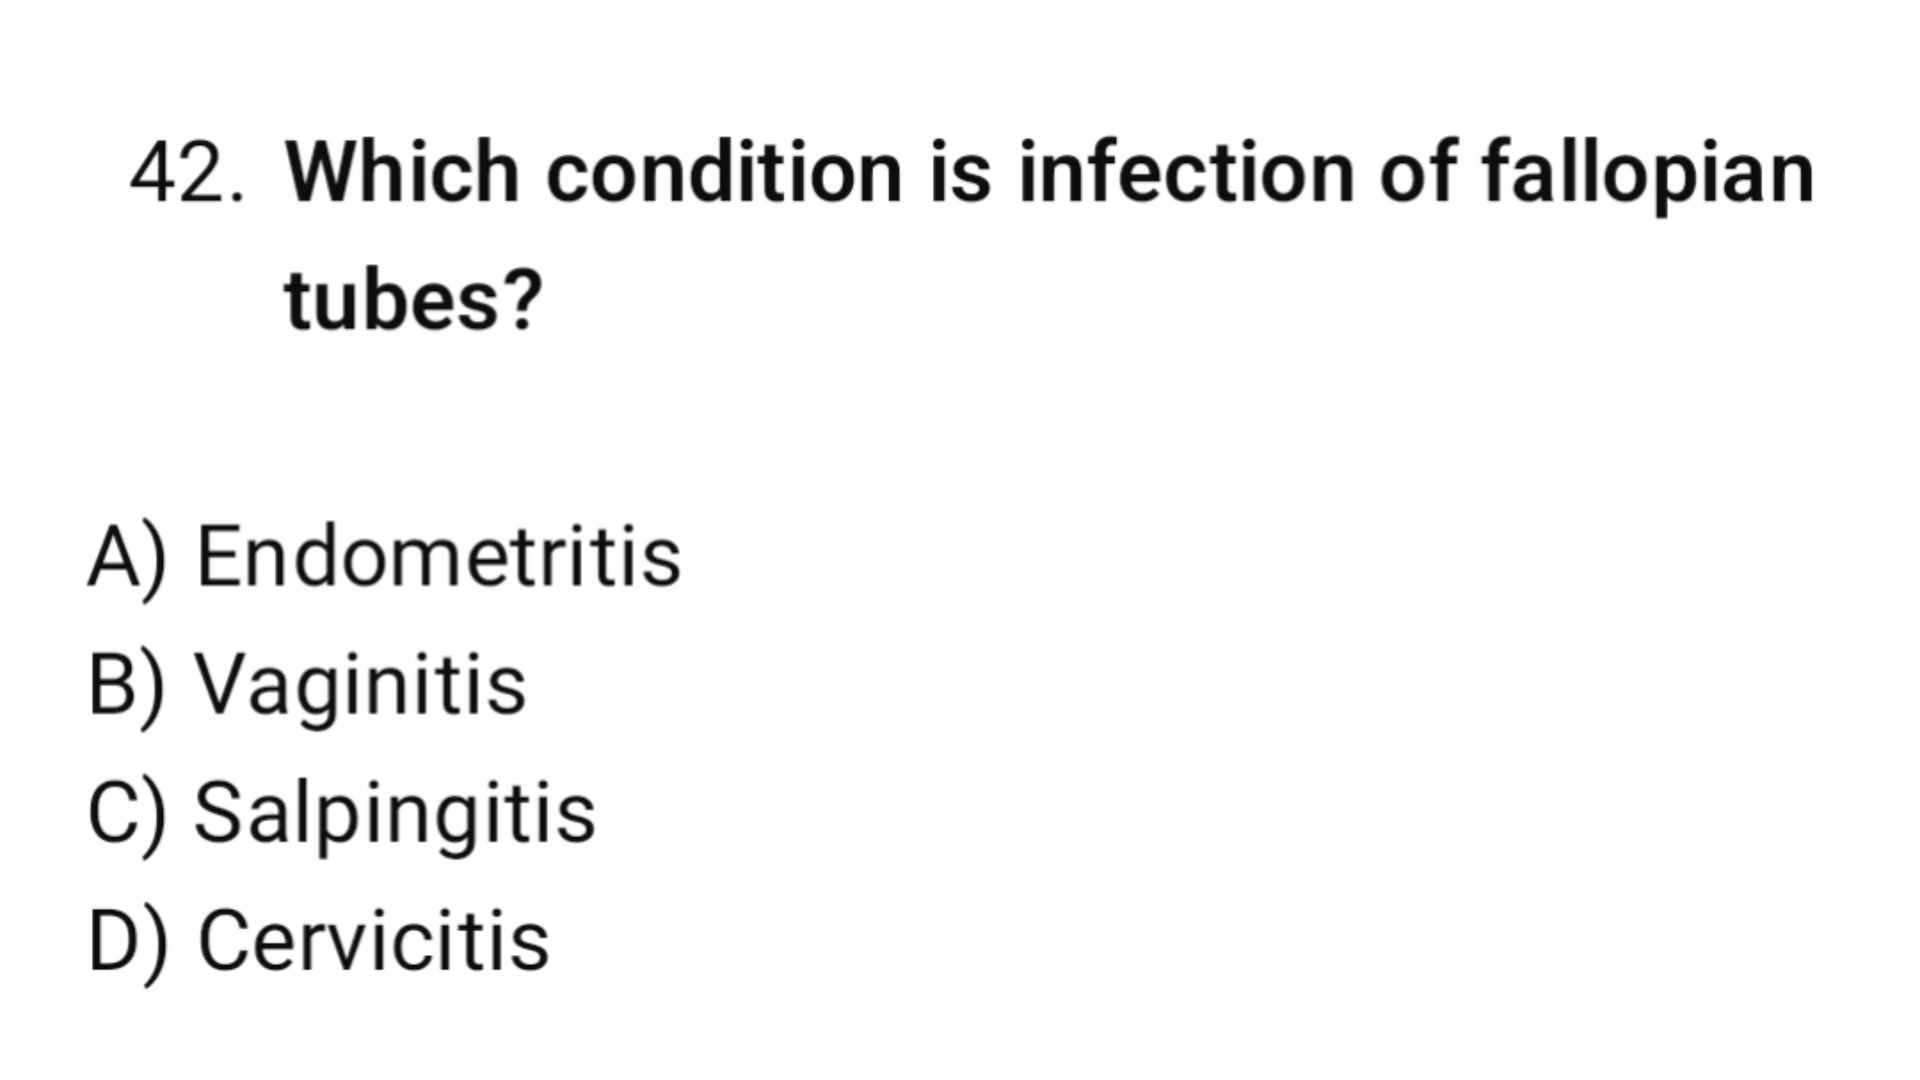 42. Which condition is infection of fallopian
tubes?
A) Endometritis
B) Vaginitis
C) Salpingitis
D) Cervicitis